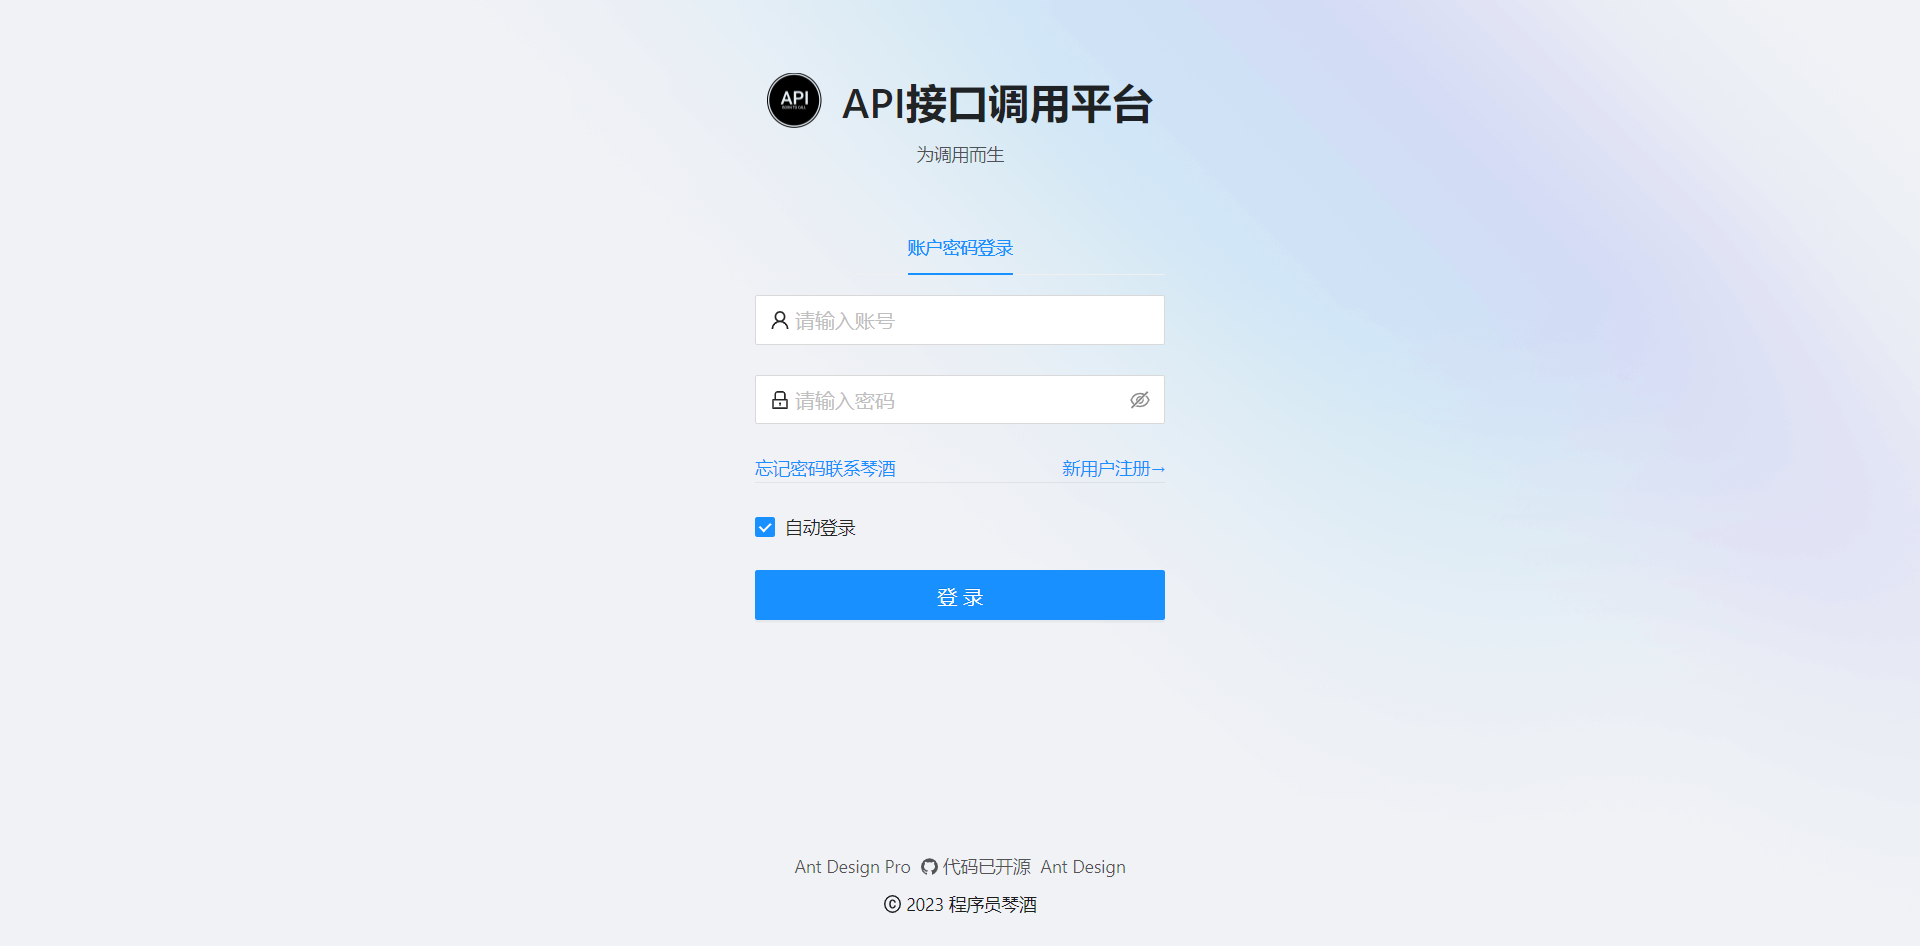 API
BORN TO CALL
API接口调用平台
为调用而生
账户密码登录
请输入账号
请输入密码
忘记密码联系琴酒 新用户注册→
自动登录
登 录
Ant Design Pro 代码已开源 Ant Design
© 2023 程序员琴酒